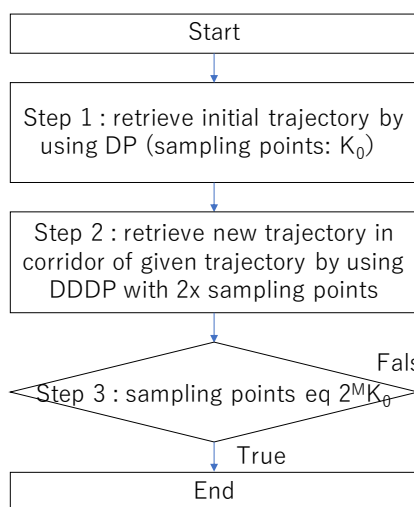 Start
Step 1 : retrieve initial trajectory by
using DP (sampling points: K₀)
Step 2 : retrieve new trajectory in
corridor of given trajectory by using
DDDP with 2x sampling points
Fals
Step 3 : sampling points eq 2ᴹK₀
True
End